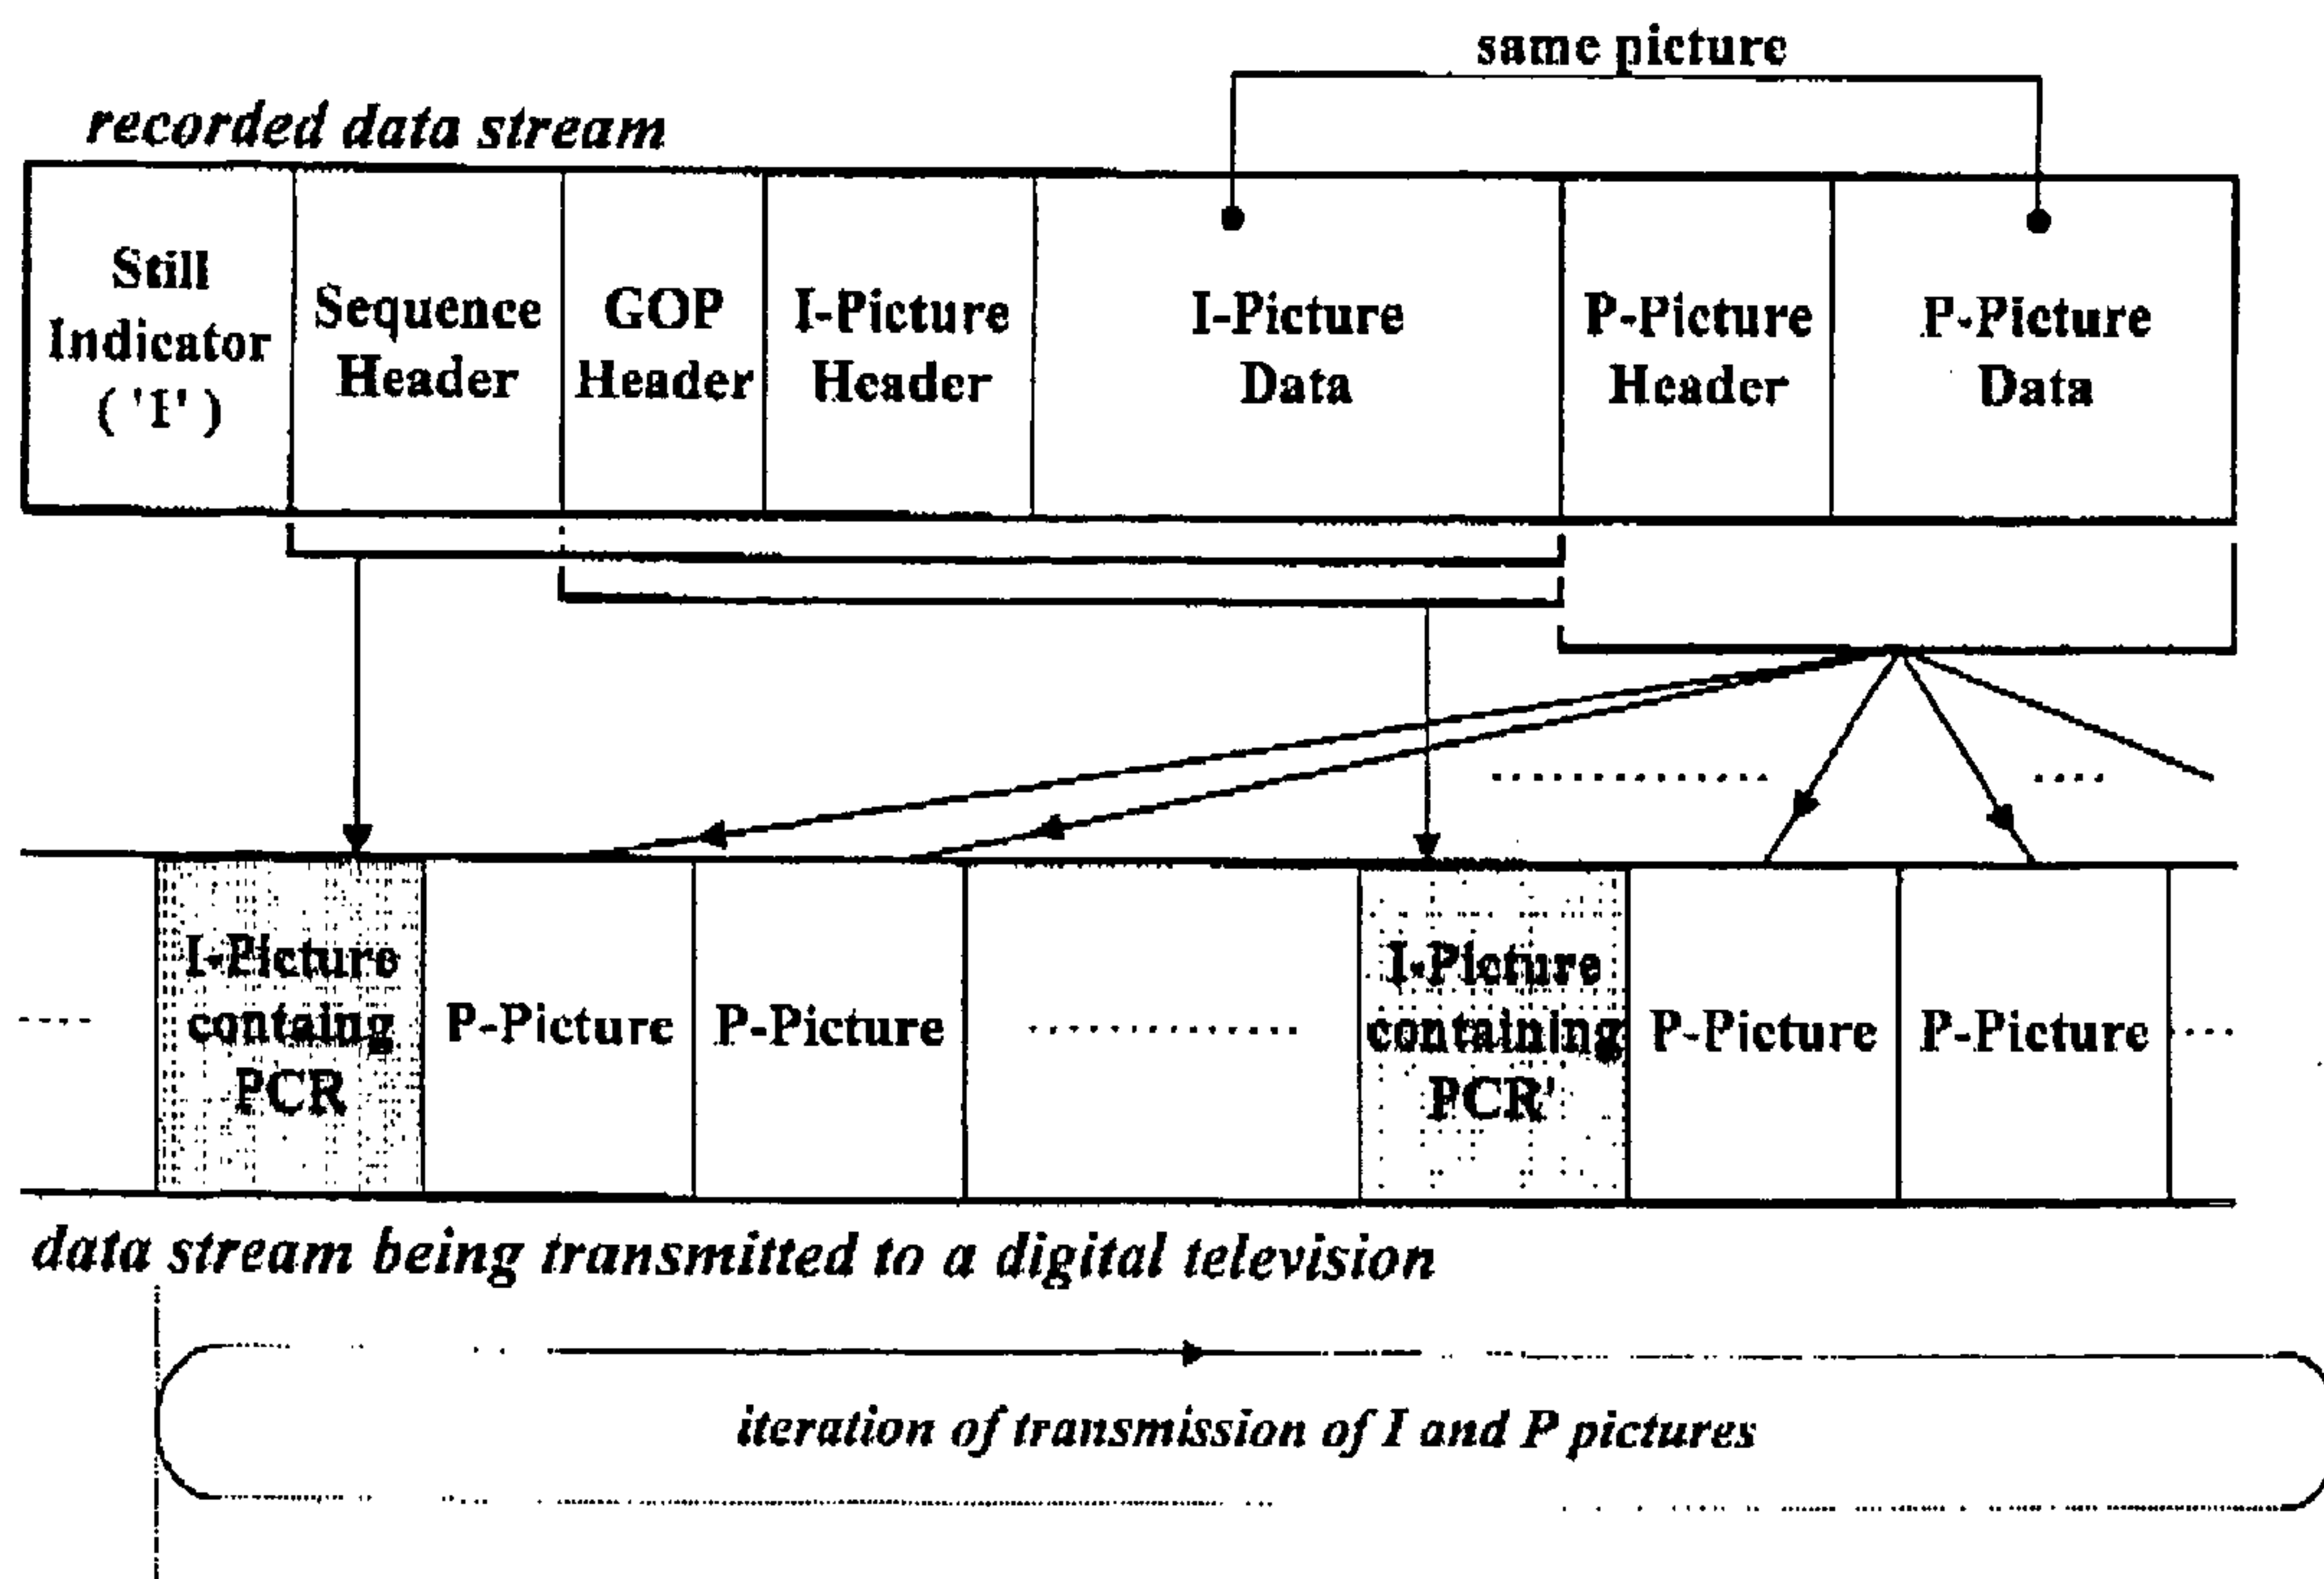 same picture
recorded data stream
Still
Indicator
( '1' )
Sequence
Header
GOP
Header
I-Picture
Header
I-Picture
Data
P-Picture
Header
P-Picture
Data
I-Picture
containg
PCR
P-Picture
P-Picture
I-Picture
containing
PCR'
P-Picture
P-Picture
data stream being transmitted to a digital television
iteration of transmission of I and P pictures